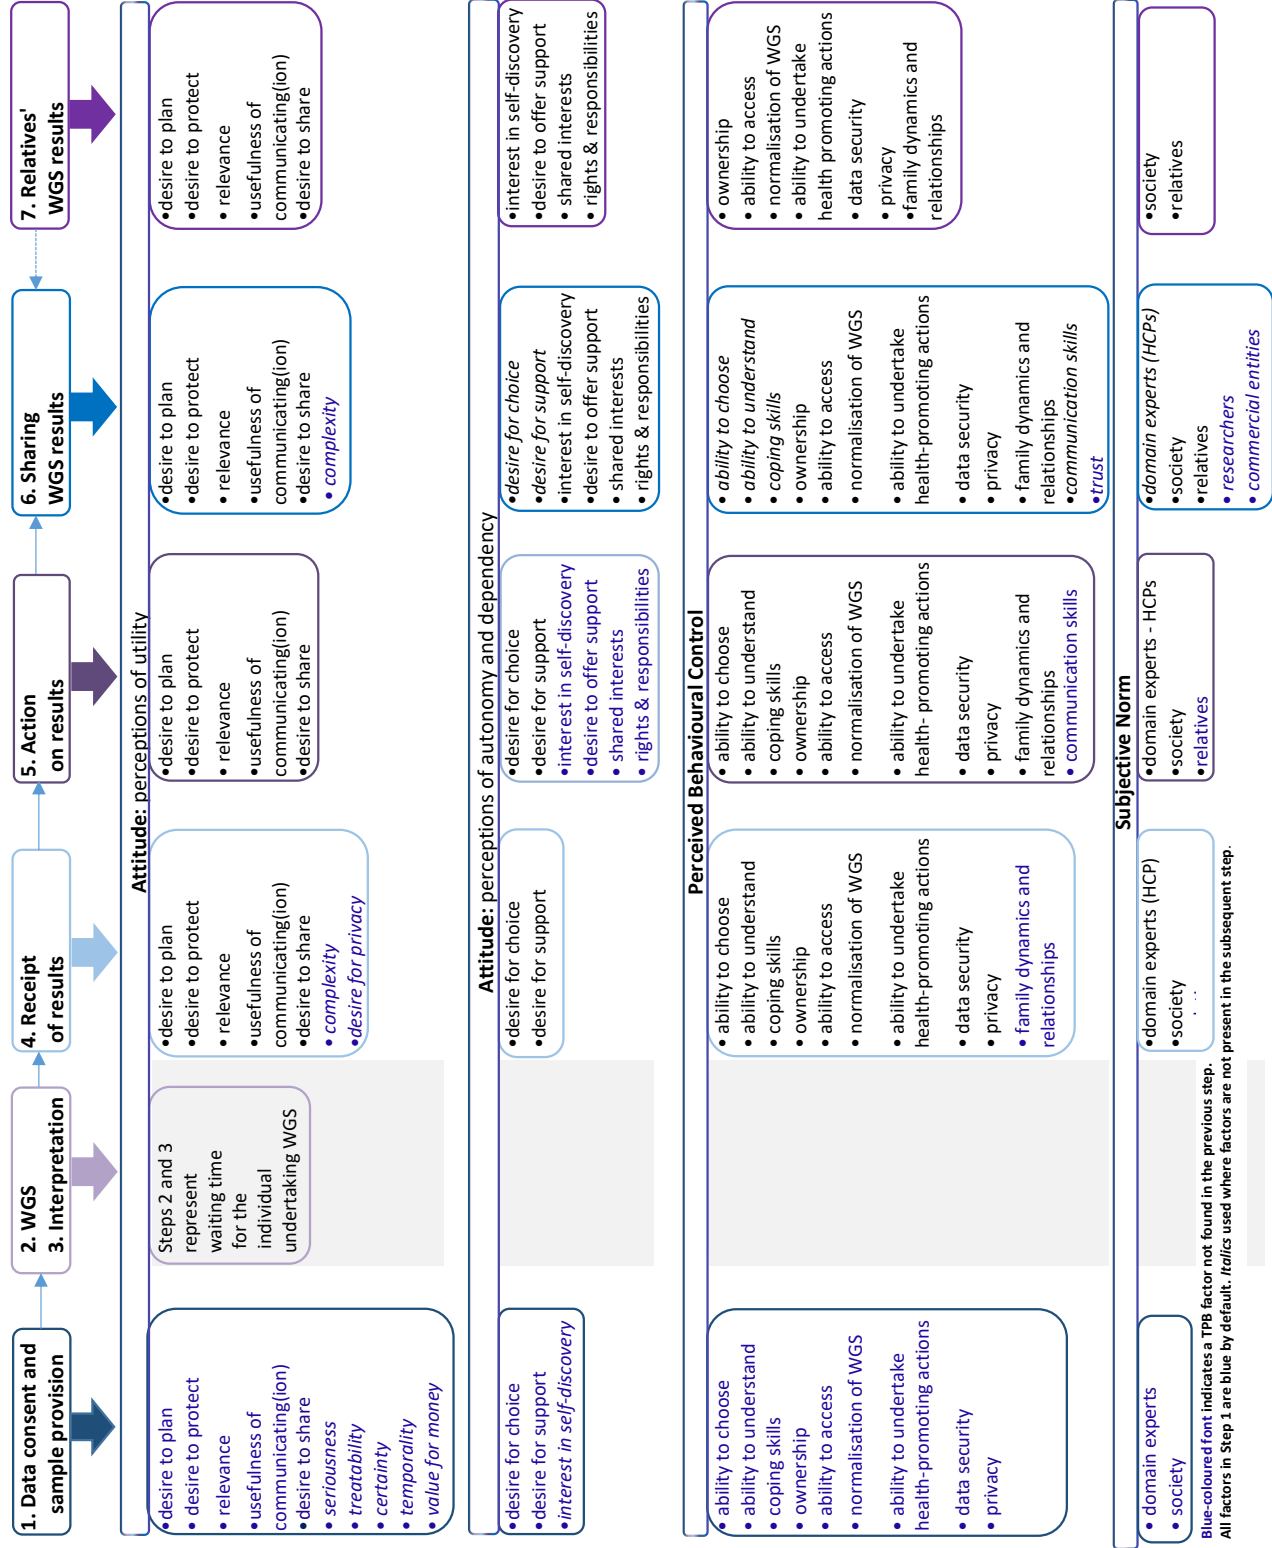 1. Data consent and
sample provision
2. WGS
3. Interpretation
4. Receipt
of results
5. Action
on results
6. Sharing
WGS results
7. Relatives'
WGS results
Attitude: perceptions of utility
•desire to plan
• desire to protect
• relevance
•usefulness of
communicating(ion)
•desire to share
• seriousness
• treatability
• certainty
• temporality
• value for money
Steps 2 and 3
represent
waiting time
for the
individual
undertaking WGS
•desire to plan
•desire to protect
• relevance
•usefulness of
communicating(ion)
•desire to share
• complexity
•desire for privacy
•desire to plan
•desire to protect
• relevance
•usefulness of
communicating(ion)
•desire to share
•desire to plan
•desire to protect
• relevance
•usefulness of
communicating(ion)
•desire to share
• complexity
•desire to plan
•desire to protect
• relevance
•usefulness of
communicating(ion)
•desire to share
Attitude: perceptions of autonomy and dependency
•desire for choice
•desire for support
•interest in self-discovery
•desire for choice
•desire for support
•desire for choice
•desire for support
•interest in self-discovery
•desire to offer support
• shared interests
• rights & responsibilities
•desire for choice
•desire for support
•interest in self-discovery
•desire to offer support
• shared interests
• rights & responsibilities
•interest in self-discovery
•desire to offer support
• shared interests
• rights & responsibilities
Perceived Behavioural Control
• ability to choose
• ability to understand
• coping skills
• ownership
• ability to access
• normalisation of WGS
• ability to undertake
health-promoting actions
• data security
• privacy
• ability to choose
• ability to understand
• coping skills
• ownership
• ability to access
• normalisation of WGS
• ability to undertake
health-promoting actions
• data security
• privacy
• family dynamics and
relationships
• ability to choose
• ability to understand
• coping skills
• ownership
• ability to access
• normalisation of WGS
• ability to undertake
health- promoting actions
• data security
• privacy
• family dynamics and
relationships
• communication skills
• ability to choose
• ability to understand
• coping skills
• ownership
• ability to access
• normalisation of WGS
• ability to undertake
health-promoting actions
• data security
• privacy
• family dynamics and
relationships
•communication skills
•trust
• ownership
• ability to access
• normalisation of WGS
• ability to undertake
health promoting actions
• data security
• privacy
•family dynamics and
relationships
Subjective Norm
• domain experts
• society
•domain experts (HCP)
•society
•domain experts - HCPs
•society
•relatives
•domain experts (HCPs)
•society
•relatives
• researchers
• commercial entities
•society
•relatives
Blue-coloured font indicates a TPB factor not found in the previous step.
All factors in Step 1 are blue by default. Italics used where factors are not present in the subsequent step.